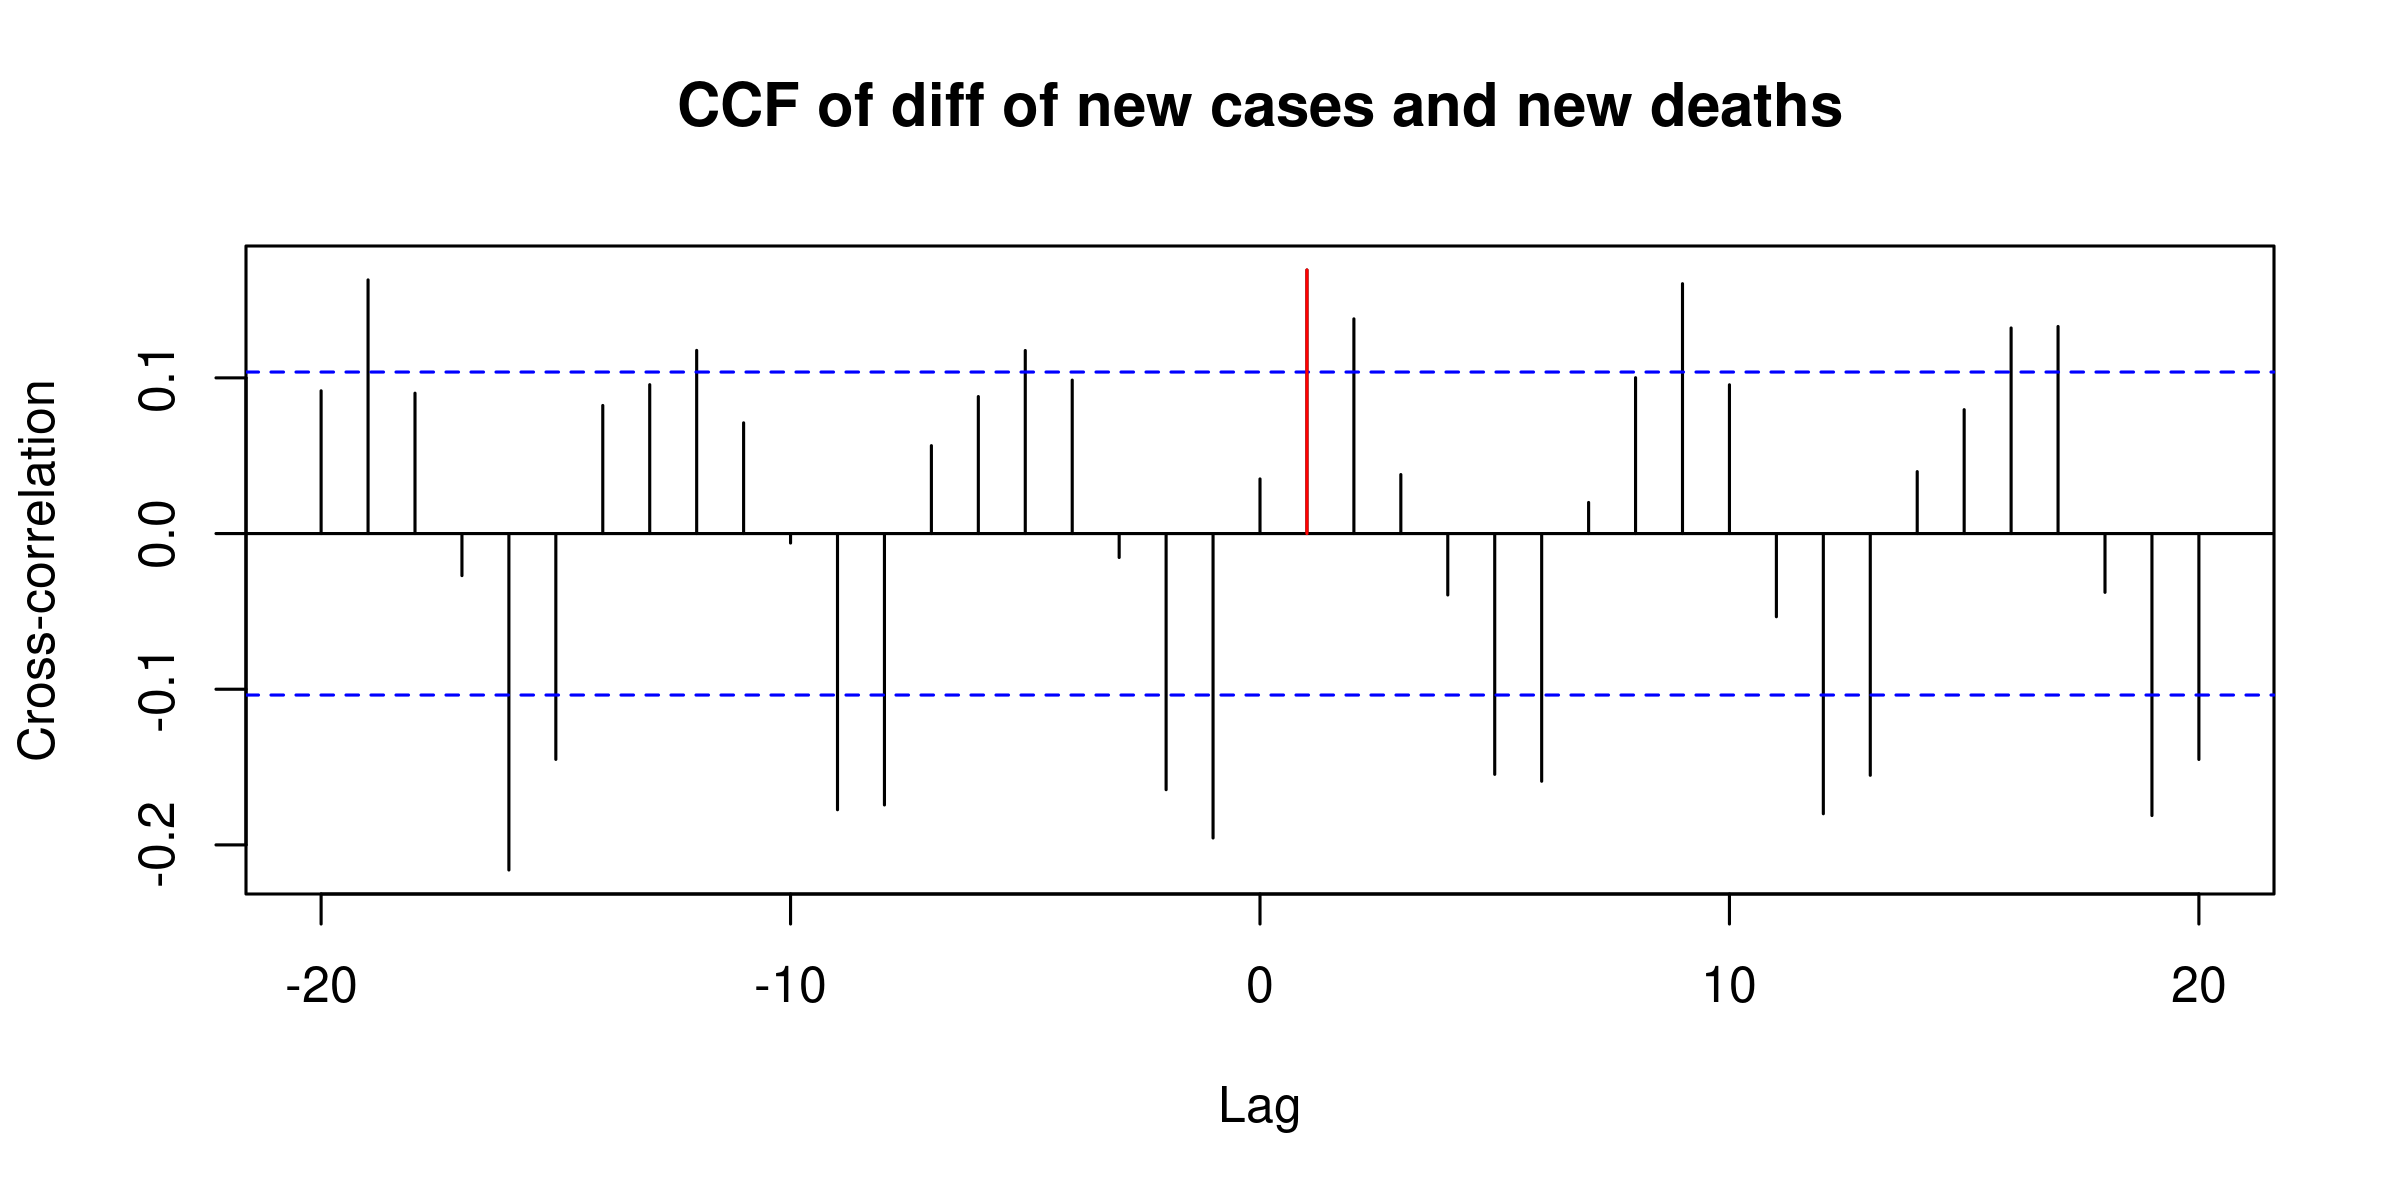 CCF of diff of new cases and new deaths
Cross-correlation
0.1
0.0
-0.1
-0.2
-20 -10 0 10 20
Lag